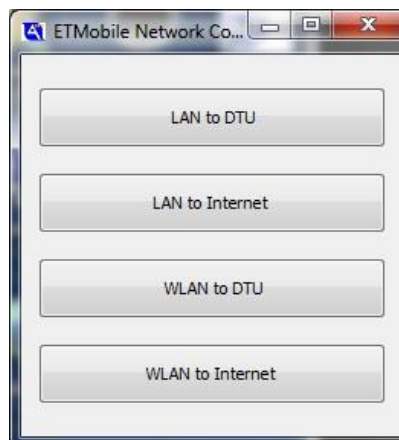 ETMobile Network Co...
LAN to DTU
LAN to Internet
WLAN to DTU
WLAN to Internet